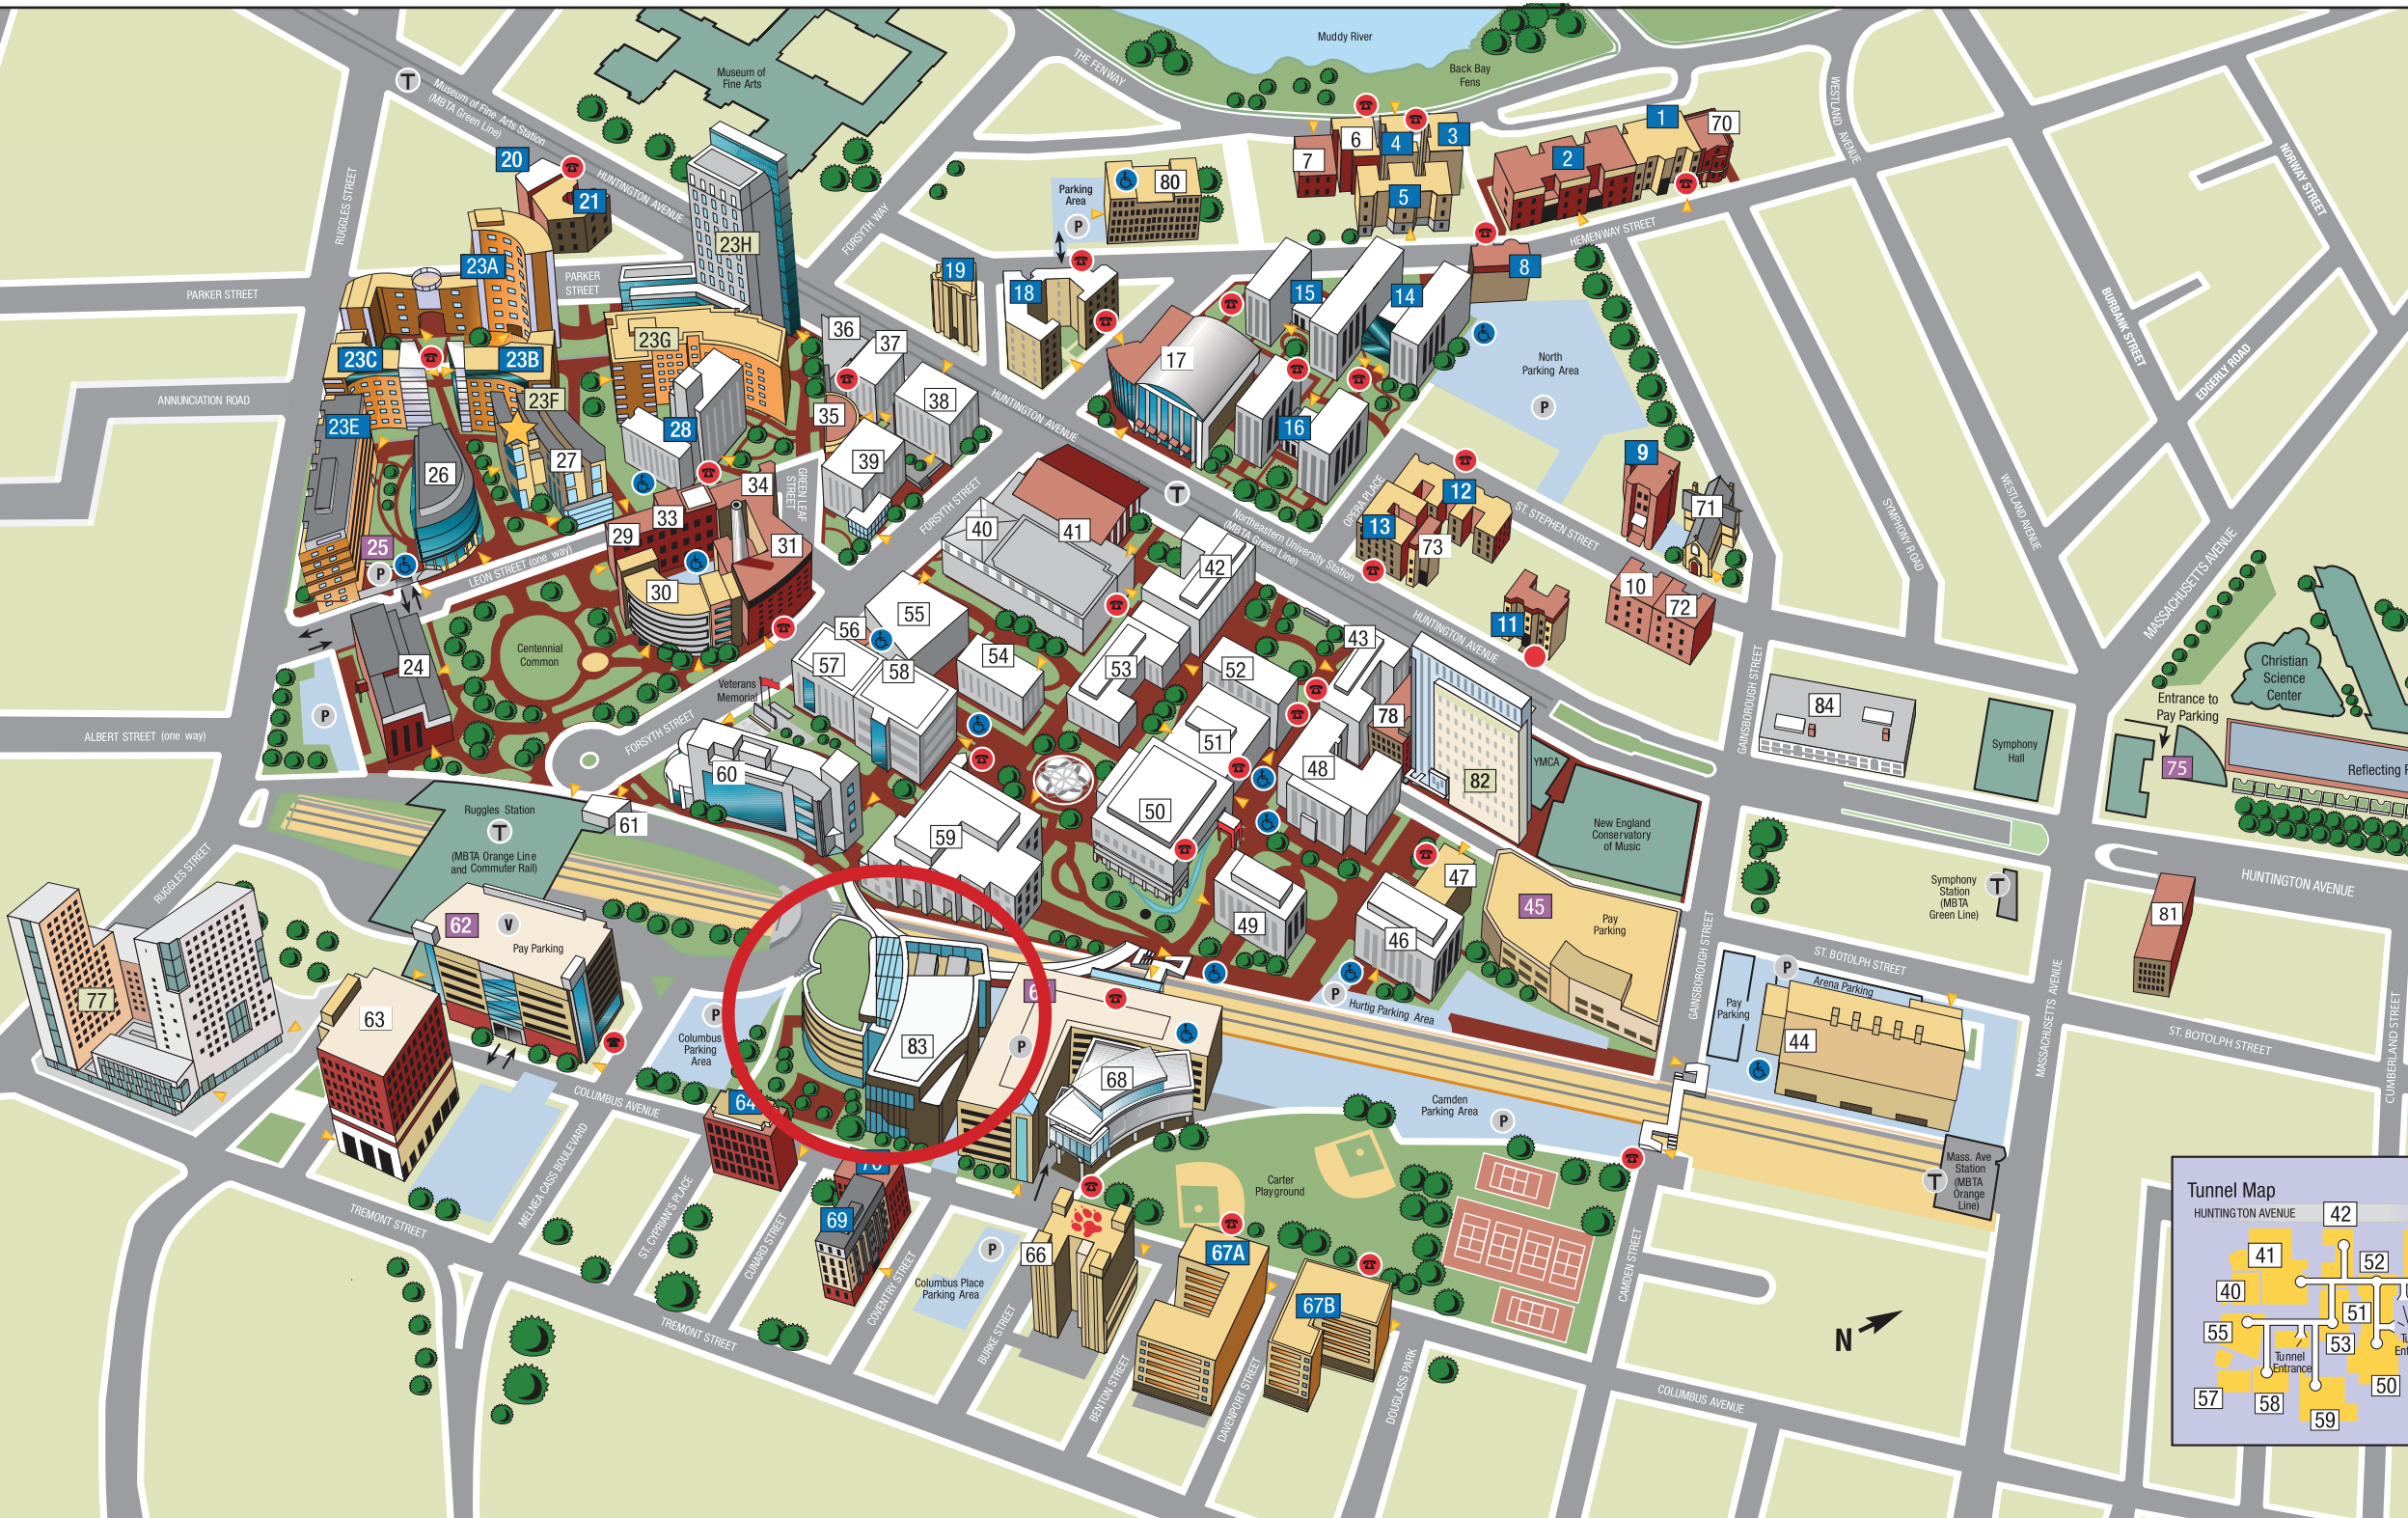 Muddy River
Back Bay
Fens
THE FENWAY
Museum of
Fine Arts
T
Museum of Fine Arts Station
(MBTA Green Line)
HUNTINGTON AVENUE
RUGGLES STREET
FORSYTH WAY
WESTLAND AVENUE
NORWAY STREET
1
70
2
3
4
6
7
5
80
Parking
Area
P
20
21
23H
HEMENWAY STREET
8
23A
PARKER
STREET
PARKER STREET
19
18
15
14
BURBANK STREET
EDGERLY ROAD
23C
23B
23G
36
37
17
North
Parking Area
P
ANNUNCIATION ROAD
23F
38
35
HUNTINGTON AVENUE
23E
28
16
9
26
27
39
34
GREEN LEAF
STREET
FORSYTH STREET
T
OPERA PLACE
12
ST. STEPHEN STREET
71
SYMPHONY ROAD
WESTLAND AVENUE
MASSACHUSETTS AVENUE
33
29
31
40
41
42
Northeastern University Station
(MBTA Green Line)
13
73
25
P
LEON STREET (one way)
30
10
72
11
HUNTINGTON AVENUE
55
56
43
24
Centennial
Common
57
58
54
53
52
GAINSBOROUGH STREET
Christian
Science
Center
Veterans
Memorial
P
ALBERT STREET (one way)
FORSYTH STREET
78
84
Entrance to
Pay Parking
51
Symphony
Hall
75
Reflecting
60
48
82
YMCA
Ruggles Station
T
(MBTA Orange Line
and Commuter Rail)
61
50
59
New England
Conservatory
of Music
RUGGLES STREET
47
Symphony
Station
(MBTA
Green Line)
T
HUNTINGTON AVENUE
62
V
Pay Parking
45
Pay
Parking
81
49
46
GAINSBOROUGH STREET
ST. BOTOLPH STREET
MASSACHUSETTS AVENUE
77
63
P
Columbus
Parking
Area
83
P
P
Hurtig Parking Area
P
Pay
Parking
Arena Parking
44
ST. BOTOLPH STREET
CUMBERLAND STREET
68
COLUMBUS AVENUE
64
Camden
Parking Area
P
Mass. Ave
Station
(MBTA
Orange
Line)
T
MELNEA CASS BOULEVARD
ST. CYPRIAN'S PLACE
TREMONT STREET
Carter
Playground
69
CUNARD STREET
COVENTRY STREET
P
Columbus Place
Parking Area
66
67A
67B
CAMDEN STREET
TREMONT STREET
BURKE STREET
BENTON STREET
DAVENPORT STREET
DOUGLASS PARK
COLUMBUS AVENUE
N
Tunnel Map
HUNTINGTON AVENUE
42
41
52
40
51
55
53
Tunnel
Entrance
50
57
58
59